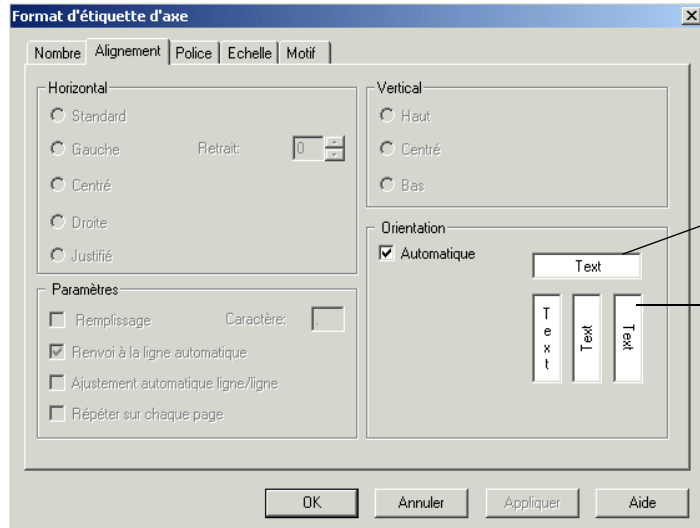 Format d'étiquette d'axe
Nombre Alignement Police Echelle Motif
Horizontal
Standard
Gauche Retrait: 0
Centré
Droite
Justifié
Vertical
Haut
Centré
Bas
Paramètres
Remplissage Caractère: .
Renvoi à la ligne automatique
Ajustement automatique ligne/ligne
Répéter sur chaque page
Orientation
Automatique Text
Text Text Text
OK Annuler Appliquer Aide